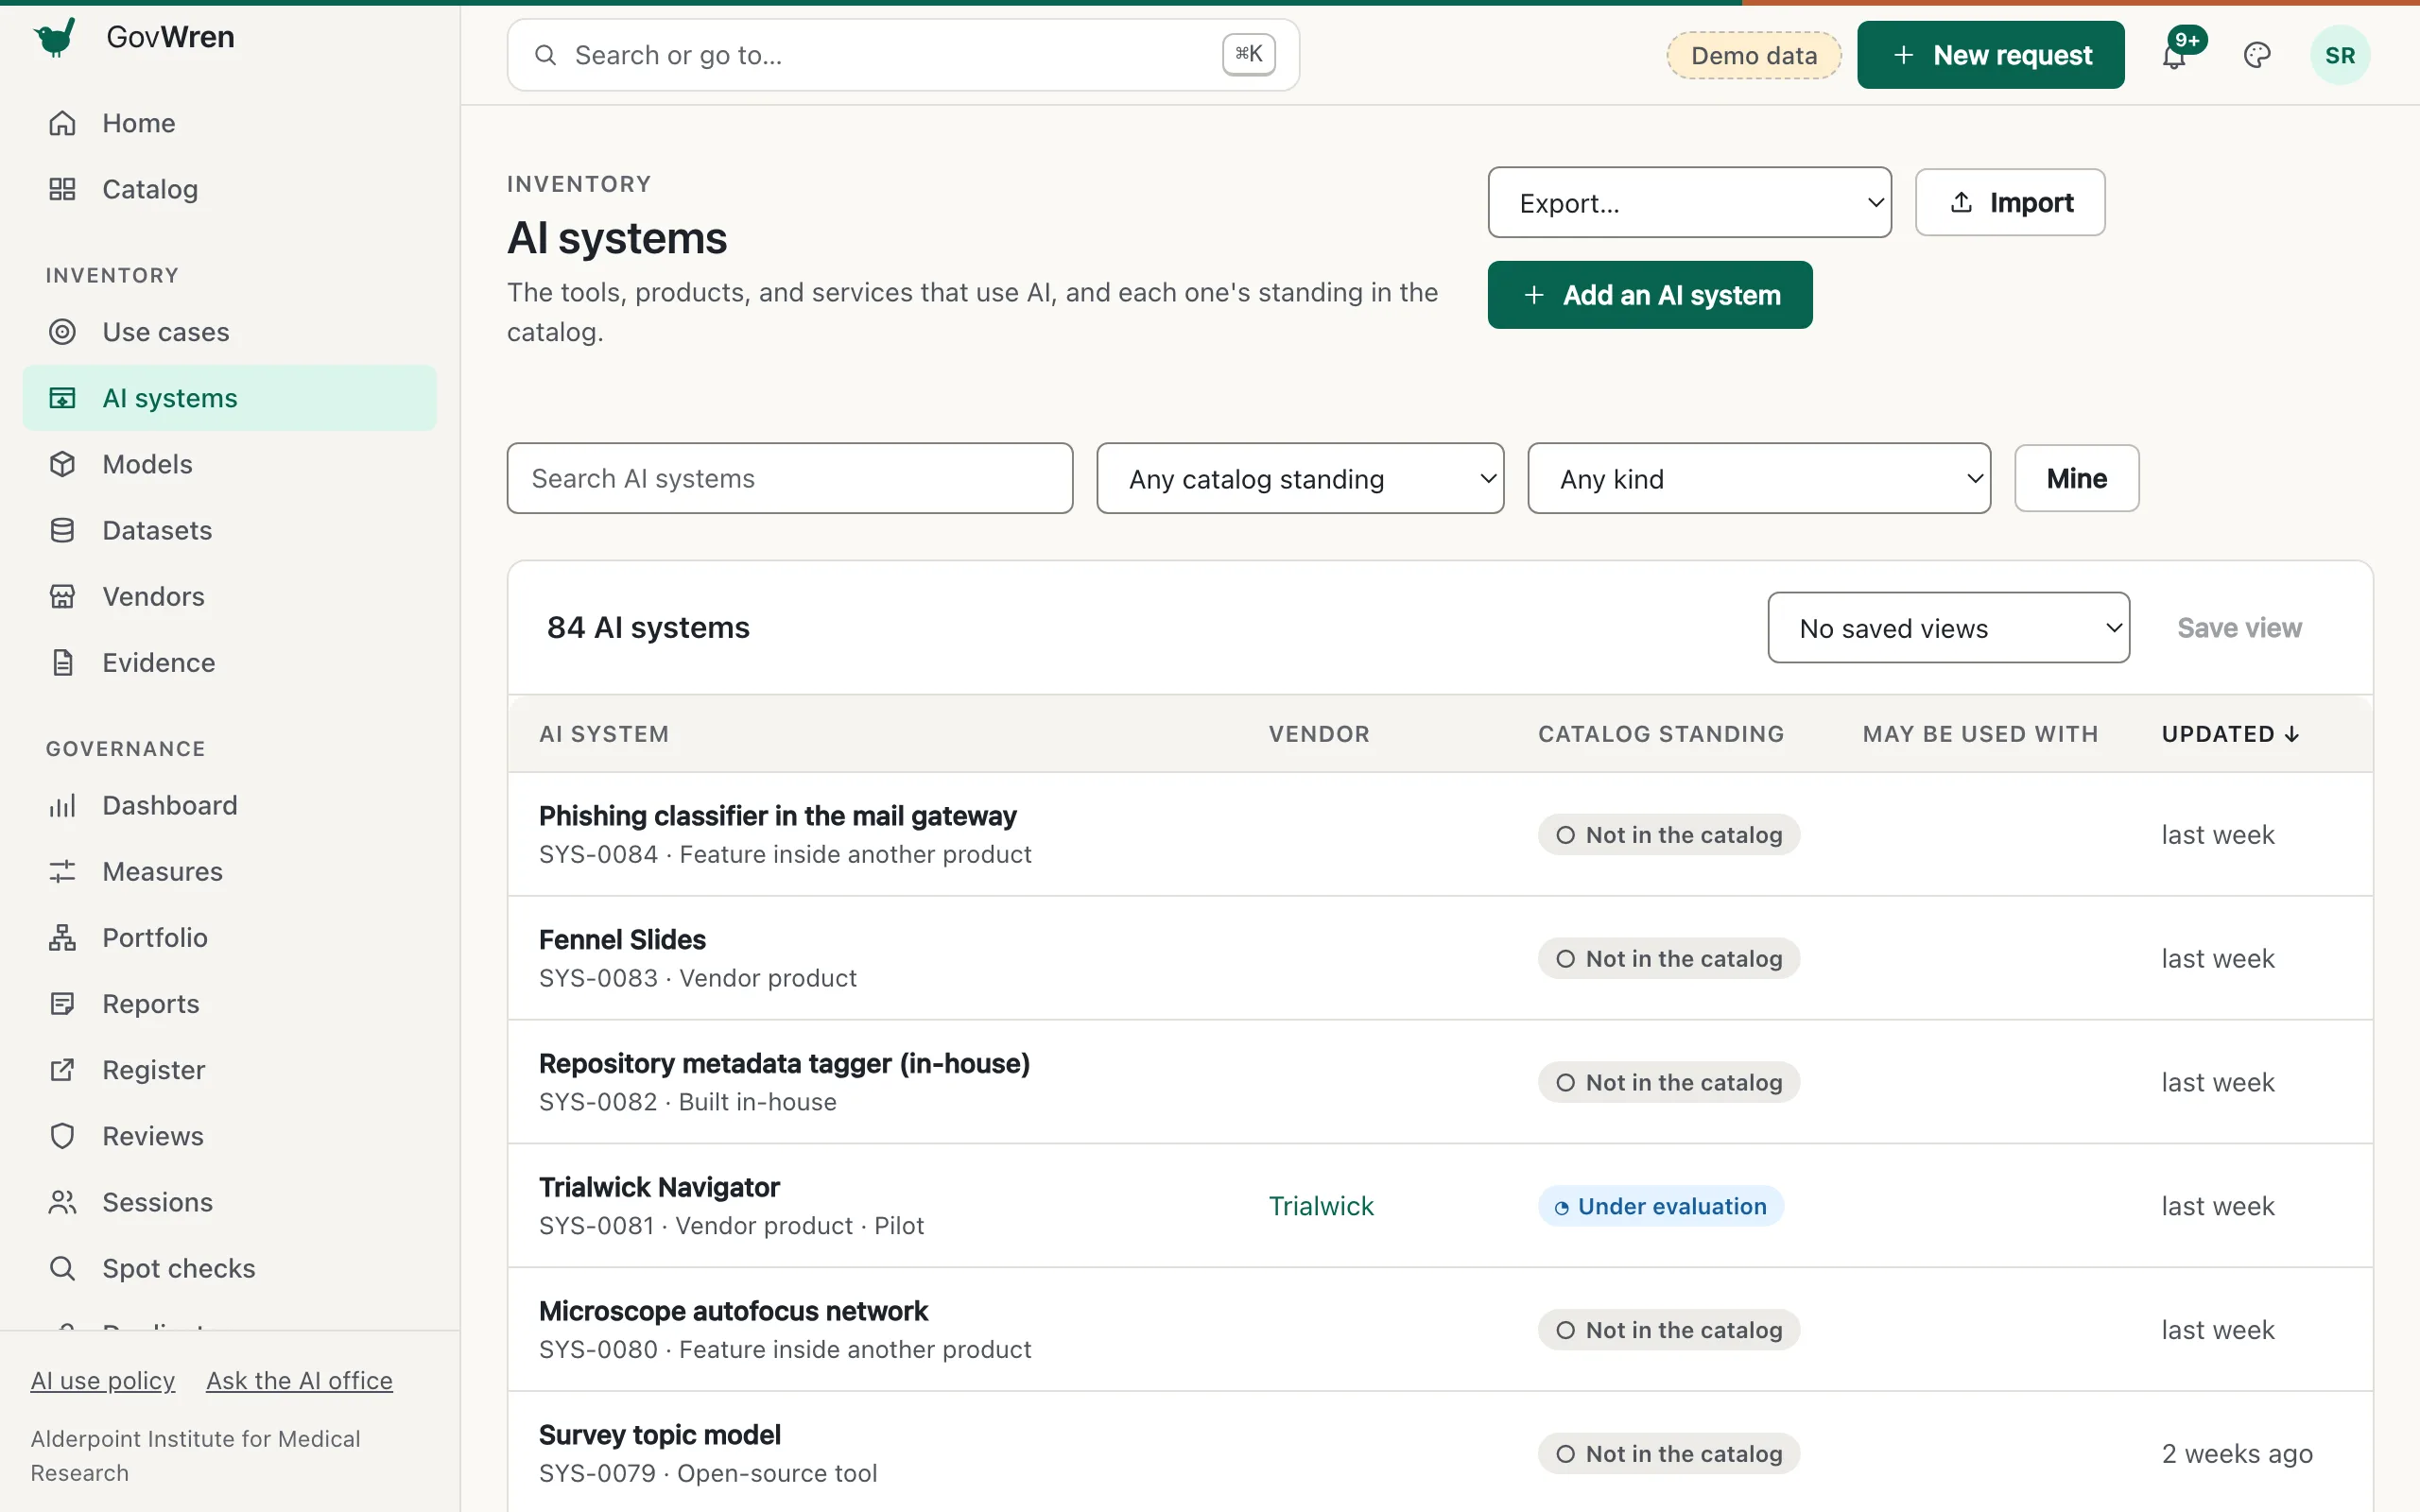 GovWren
Search or go to...
⌘K
Demo data
New request
9+
SR
Home
Catalog
INVENTORY
Use cases
AI systems
Models
Datasets
Vendors
Evidence
GOVERNANCE
Dashboard
Measures
Portfolio
Reports
Register
Reviews
Sessions
Spot checks
AI use policy
Ask the AI office
Alderpoint Institute for Medical
Research
INVENTORY
AI systems
The tools, products, and services that use AI, and each one's standing in the
catalog.
Export...
Import
Add an AI system
Search AI systems
Any catalog standing
Any kind
Mine
84 AI systems
No saved views
Save view
AI SYSTEM
VENDOR
CATALOG STANDING
MAY BE USED WITH
UPDATED ↓
Phishing classifier in the mail gateway
SYS-0084 · Feature inside another product
Not in the catalog
last week
Fennel Slides
SYS-0083 · Vendor product
Not in the catalog
last week
Repository metadata tagger (in-house)
SYS-0082 · Built in-house
Not in the catalog
last week
Trialwick Navigator
SYS-0081 · Vendor product · Pilot
Trialwick
Under evaluation
last week
Microscope autofocus network
SYS-0080 · Feature inside another product
Not in the catalog
last week
Survey topic model
SYS-0079 · Open-source tool
Not in the catalog
2 weeks ago